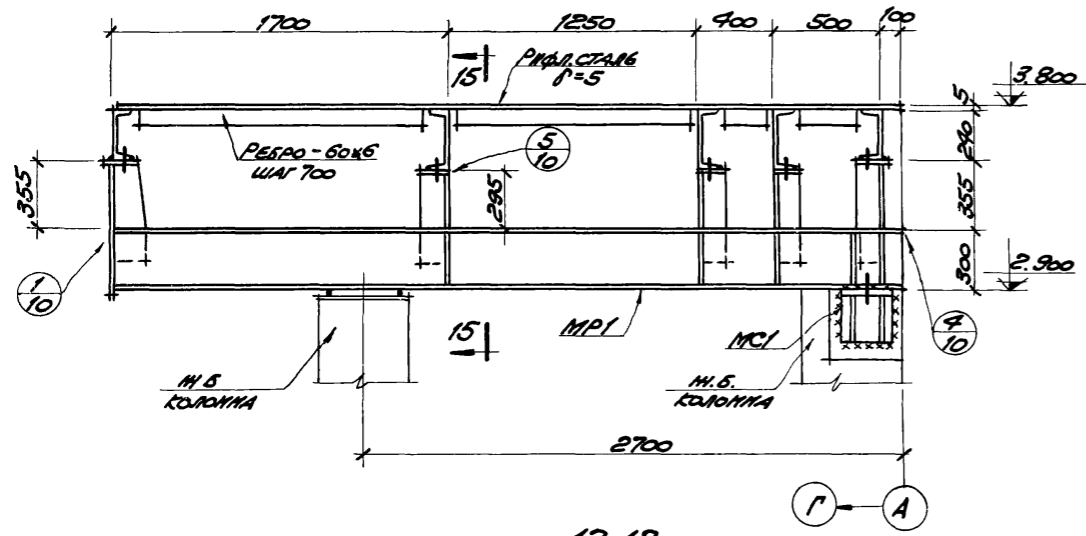 1700 1250 400 500 100
15
РИФЛ. СТАЛЬ
δ=5
3.800
5
240
355
300
2.900
РЕБРО - 60х6
ШАГ 700
5
10
355
295
1
10
4
10
15
МР1
МС1
Ж Б
КОЛОННА
Ж.Б.
КОЛОННА
2700
Г А